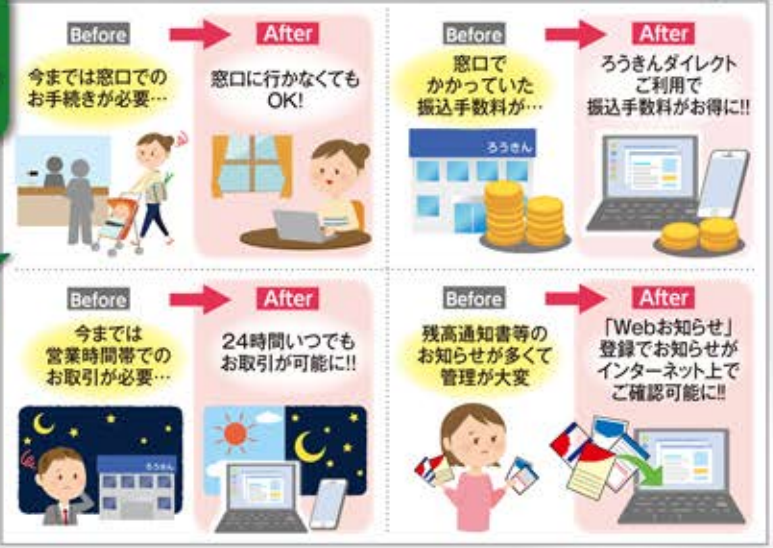 Before
After
今までは窓口での
お手続きが必要…
窓口に行かなくても
OK!
Before
After
窓口で
かかっていた
振込手数料が…
ろうきんダイレクト
ご利用で
振込手数料がお得に!!
ろうきん
Before
After
今までは
営業時間帯での
お取引が必要…
24時間いつでも
お取引が可能に!!
ろうきん
Before
After
残高通知書等の
お知らせが多くて
管理が大変
「Webお知らせ」
登録でお知らせが
インターネット上で
ご確認可能に!!